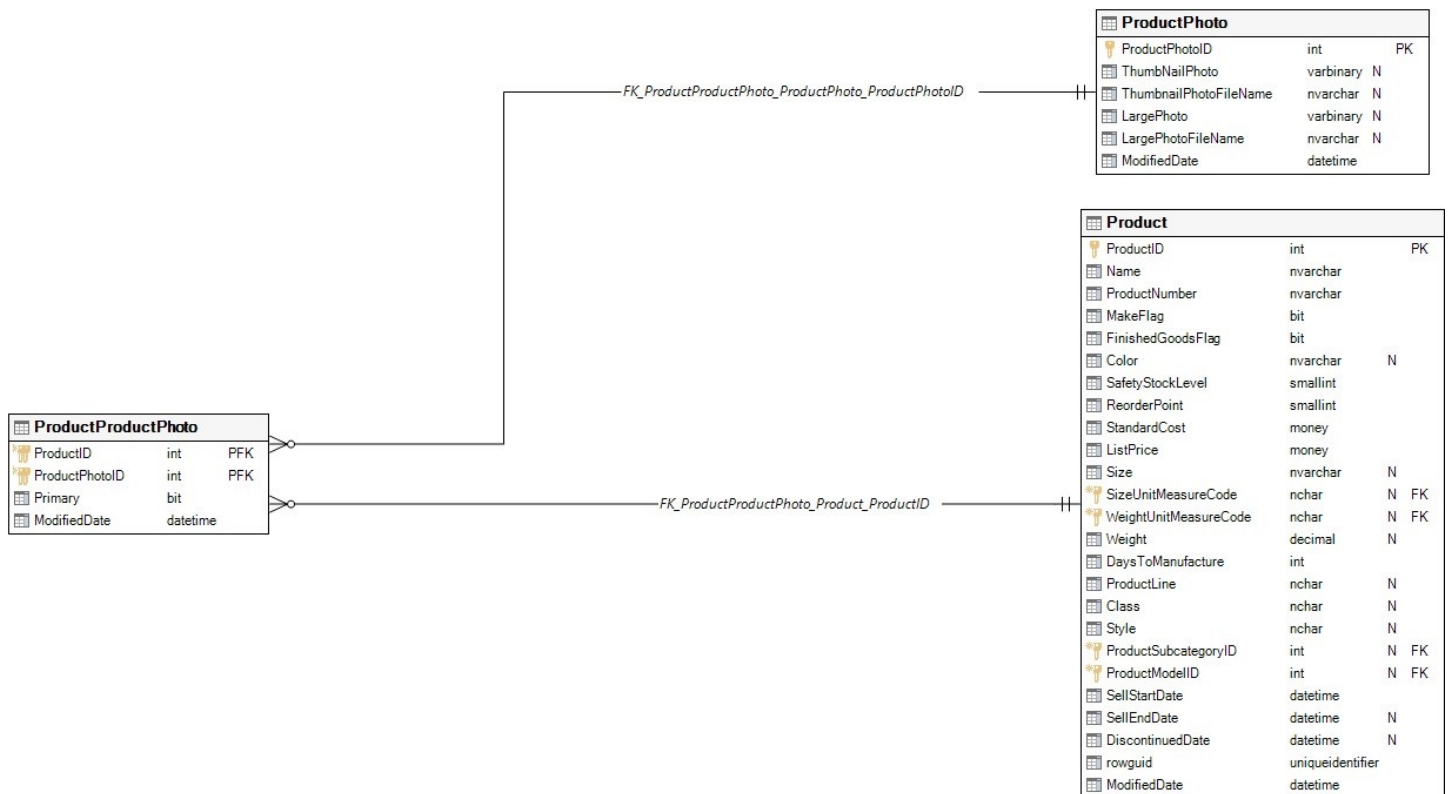 ProductPhoto
ProductPhotoID int PK
ThumbNailPhoto varbinary N
ThumbnailPhotoFileName nvarchar N
LargePhoto varbinary N
LargePhotoFileName nvarchar N
ModifiedDate datetime
FK_ProductProductPhoto_ProductPhoto_ProductPhotoID
Product
ProductID int PK
Name nvarchar
ProductNumber nvarchar
MakeFlag bit
FinishedGoodsFlag bit
Color nvarchar N
SafetyStockLevel smallint
ReorderPoint smallint
StandardCost money
ListPrice money
Size nvarchar N
SizeUnitMeasureCode nchar N FK
WeightUnitMeasureCode nchar N FK
Weight decimal N
DaysToManufacture int
ProductLine nchar N
Class nchar N
Style nchar N
ProductSubcategoryID int N FK
ProductModelID int N FK
SellStartDate datetime
SellEndDate datetime N
DiscontinuedDate datetime N
rowguid uniqueidentifier
ModifiedDate datetime
ProductProductPhoto
ProductID int PFK
ProductPhotoID int PFK
Primary bit
ModifiedDate datetime
FK_ProductProductPhoto_Product_ProductID